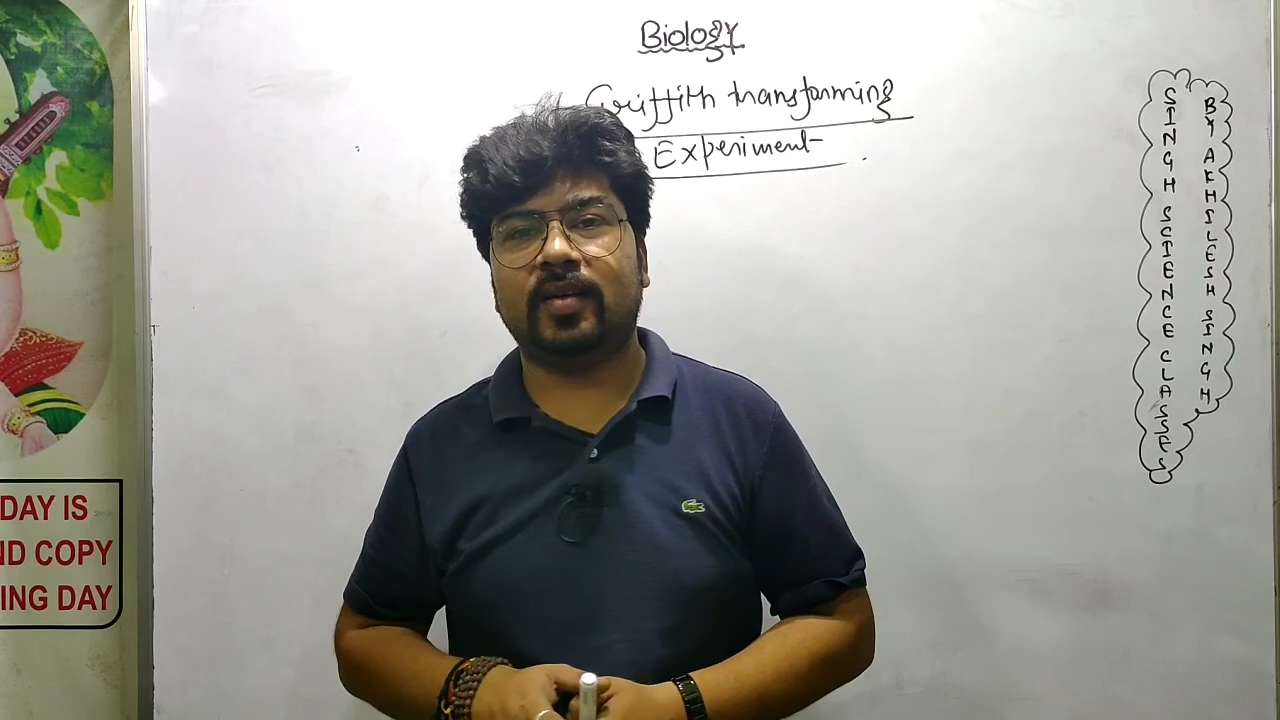 Biology
Griffith transforming
Experiment
SINGH SCIENCE CLASSES
BY AKHILESH SINGH
DAY IS
ND COPY
ING DAY